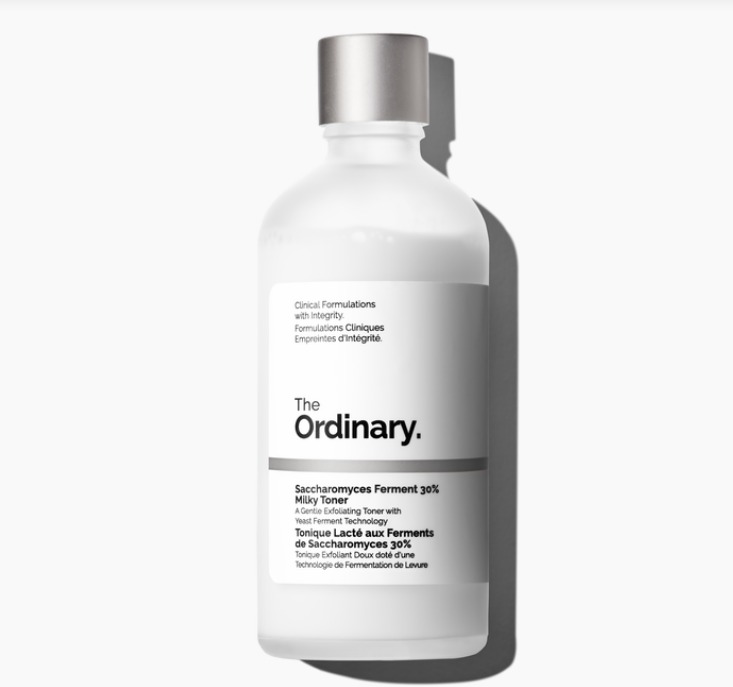 Clinical Formulations
with Integrity.
Formulations Cliniques
Empreintes d'Intégrité.
The
Ordinary.
Saccharomyces Ferment 30%
Milky Toner
A Gentle Exfoliating Toner with
Yeast Ferment Technology
Tonique Lacté aux Ferments
de Saccharomyces 30%
Tonique Exfoliant Doux doté d'une
Technologie de Fermentation de Levure